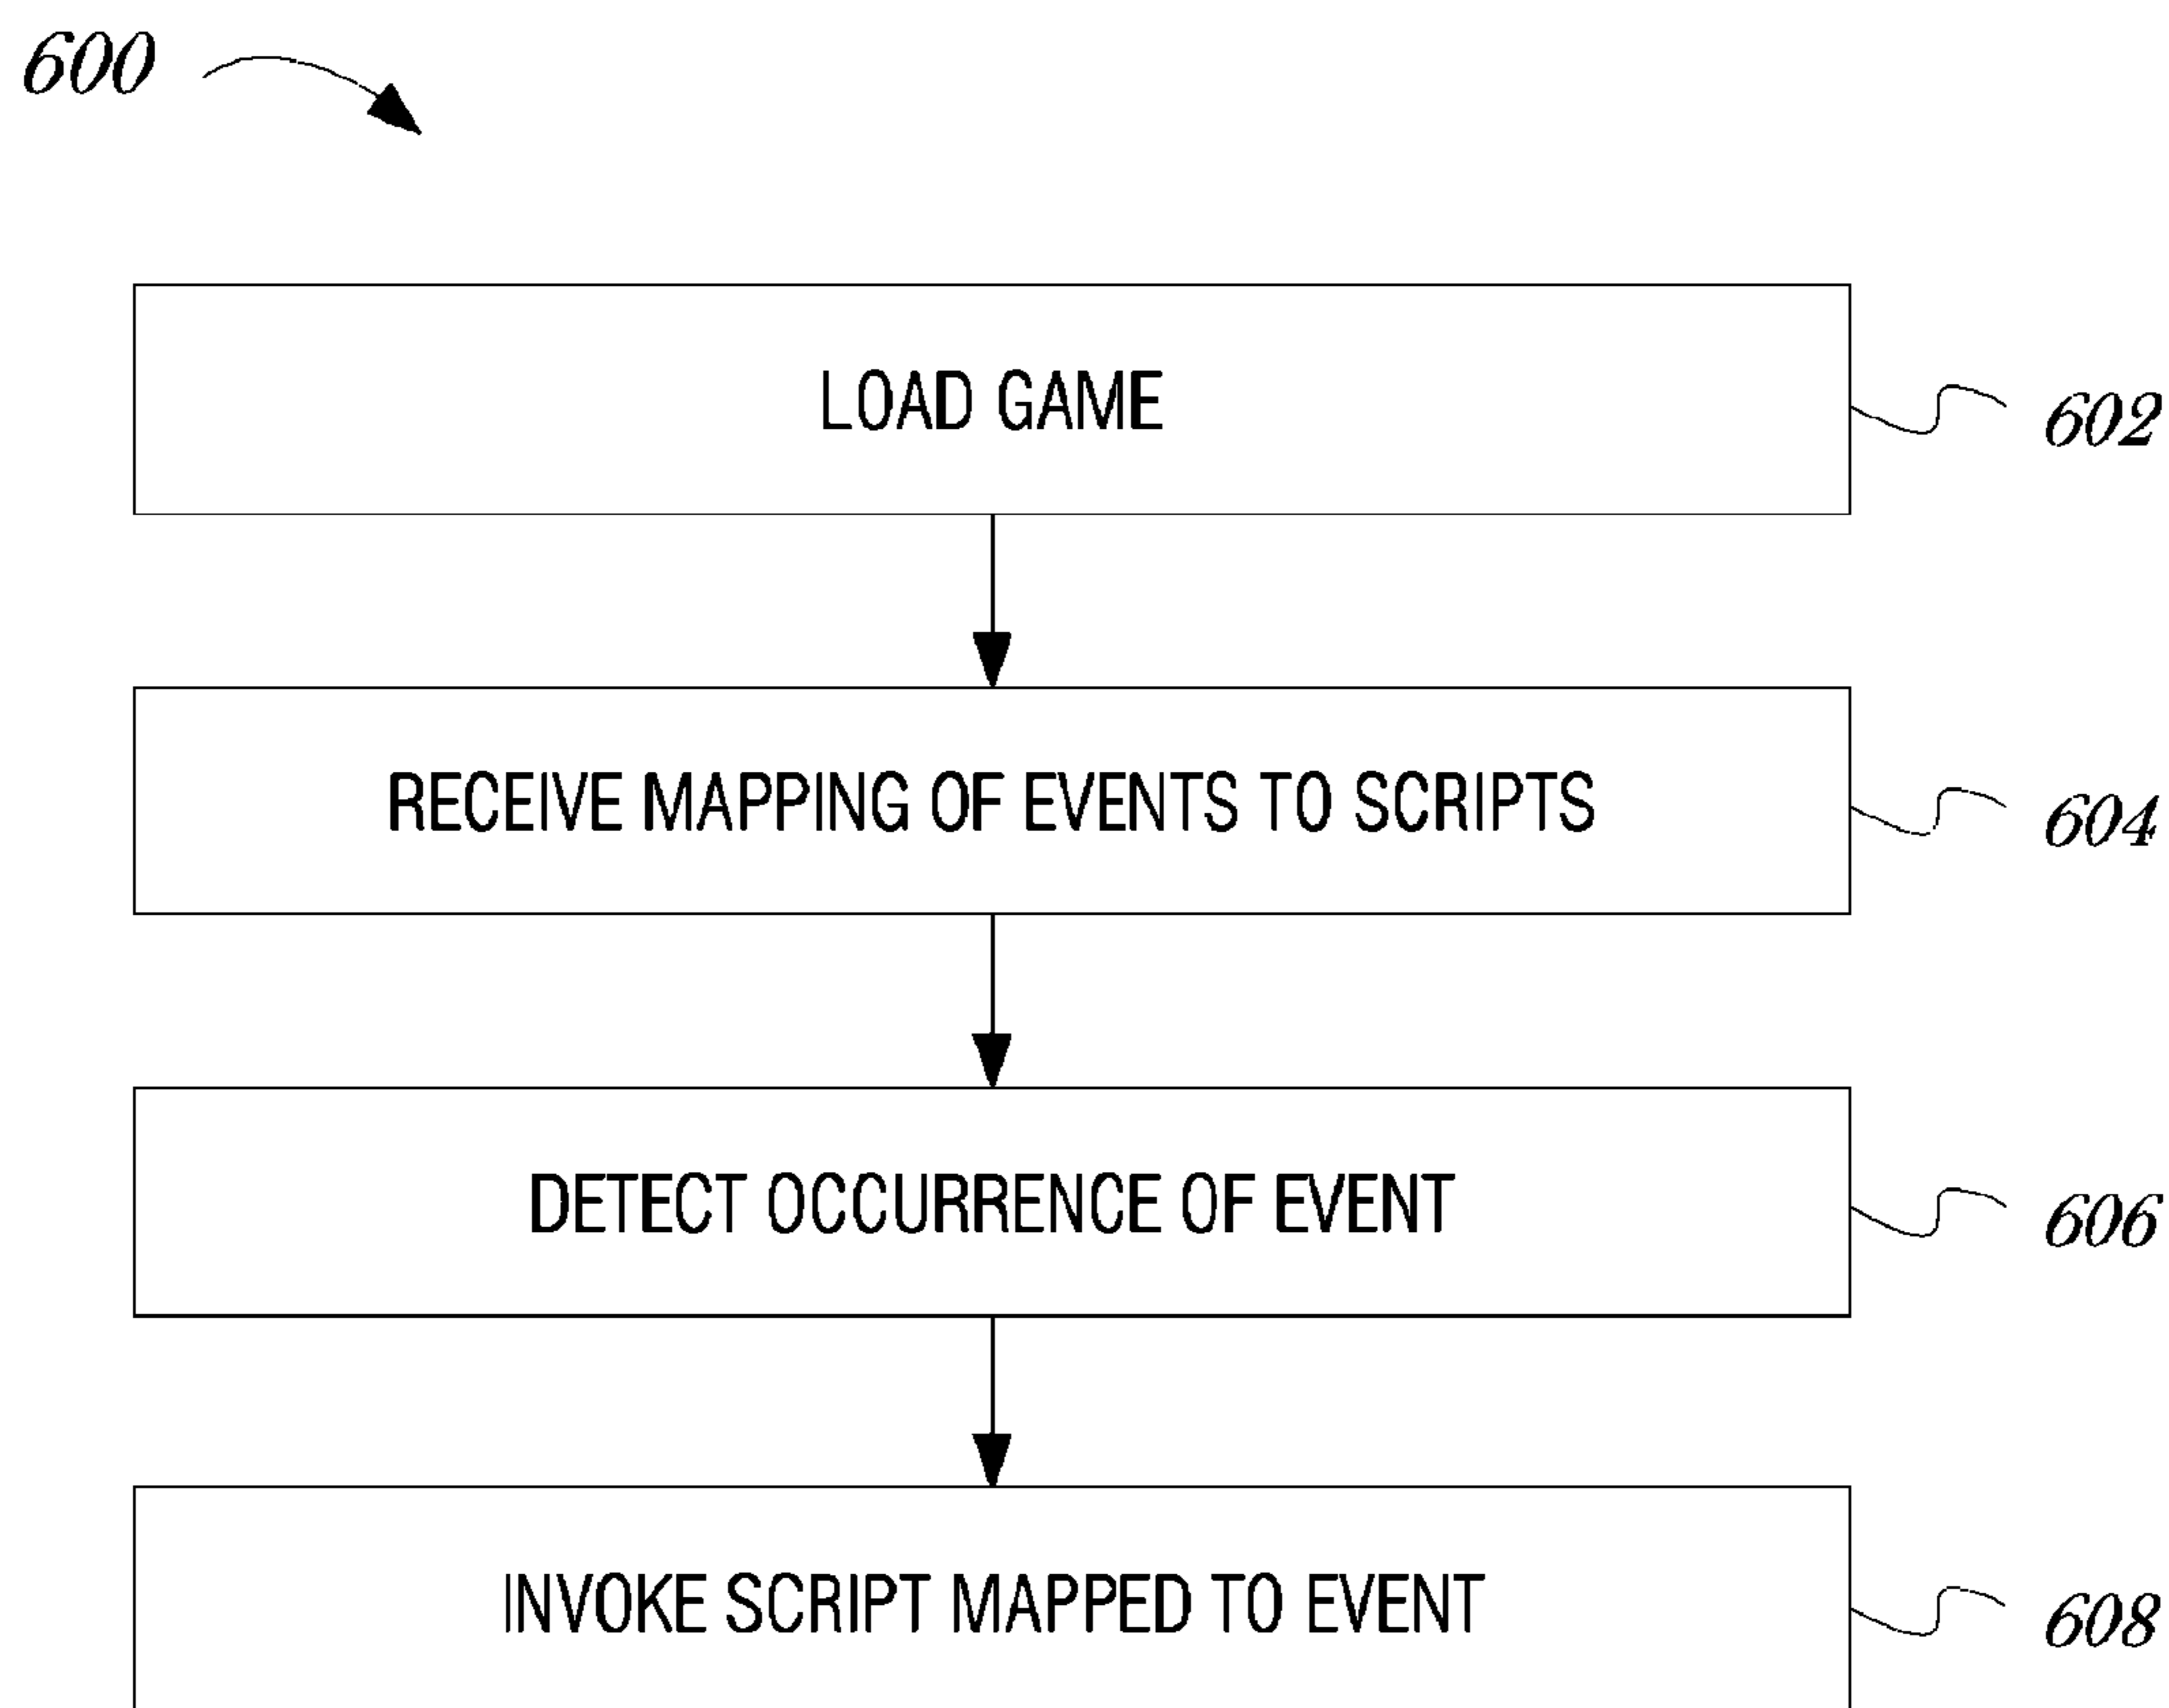 600
LOAD GAME
602
RECEIVE MAPPING OF EVENTS TO SCRIPTS
604
DETECT OCCURRENCE OF EVENT
606
INVOKE SCRIPT MAPPED TO EVENT
608